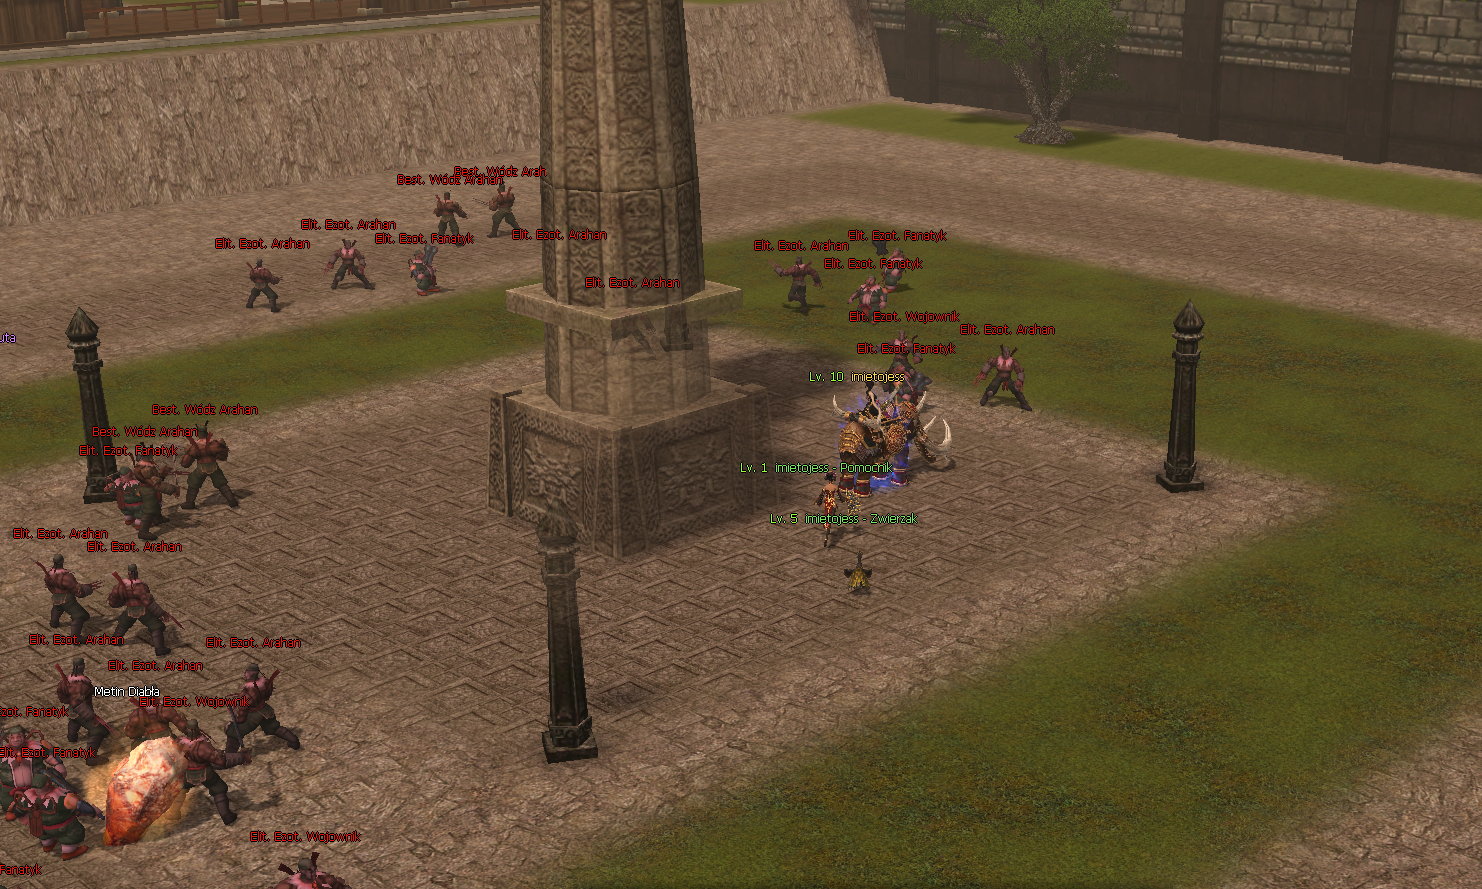 Best. Wódz Arah
Best. Wódz Arahan
Elit. Ezot. Arahan
Elit. Ezot. Fanatyk
Elit. Ezot. Arahan
Elit. Ezot. Arahan
Elit. Ezot. Fanatyk
Elit. Ezot. Arahan
Elit. Ezot. Fanatyk
Elit. Ezot. Arahan
Elit. Ezot. Wojownik
Elit. Ezot. Arahan
uta
Elit. Ezot. Fanatyk
Lv. 10 imietojess
Best. Wódz Arahan
Best. Wódz Arahan
Elit. Ezot. Fanatyk
Lv. 1 imietojess - Pomocnik
Lv. 5 imietojess - Zwierzak
Elit. Ezot. Arahan
Elit. Ezot. Arahan
Elit. Ezot. Arahan
Elit. Ezot. Arahan
Elit. Ezot. Arahan
Metin Diabła
Elit. Ezot. Wojownik
Ezot. Fanatyk
Elit. Ezot. Fanatyk
Elit. Ezot. Wojownik
Fanatyk